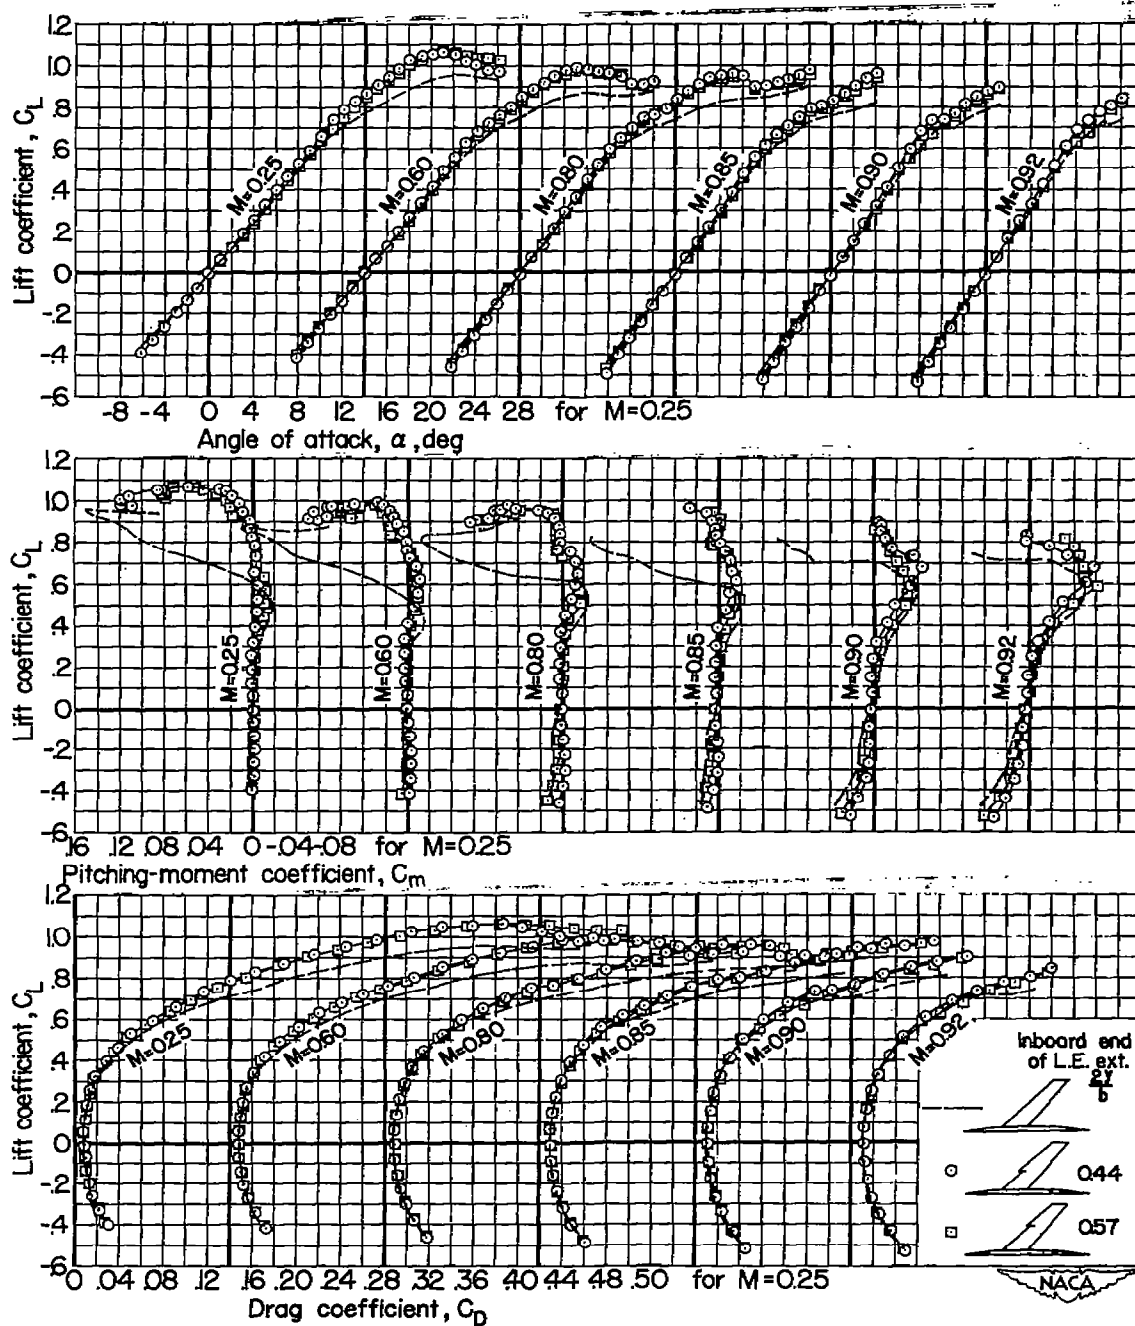 1.2
1.0
.8
.6
.4
.2
0
-.2
-.4
-.6
Lift coefficient, C_L
M=0.25
M=0.60
M=0.80
M=0.85
M=0.90
M=0.92
-8 -4 0 4 8 12 16 20 24 28 for M=0.25
Angle of attack, α, deg
1.2
1.0
.8
.6
.4
.2
0
-.2
-.4
-.6
Lift coefficient, C_L
M=0.25
M=0.60
M=0.80
M=0.85
M=0.90
M=0.92
.16 .12 .08 .04 0 -.04 -.08 for M=0.25
Pitching-moment coefficient, C_m
1.2
1.0
.8
.6
.4
.2
0
-.2
-.4
-.6
Lift coefficient, C_L
M=0.25
M=0.60
M=0.80
M=0.85
M=0.90
M=0.92
0 .04 .08 .12 .16 .20 .24 .28 .32 .36 .40 .44 .48 .50 for M=0.25
Drag coefficient, C_D
Inboard end
of L.E. ext.
2y
b
0.44
0.57
NACA